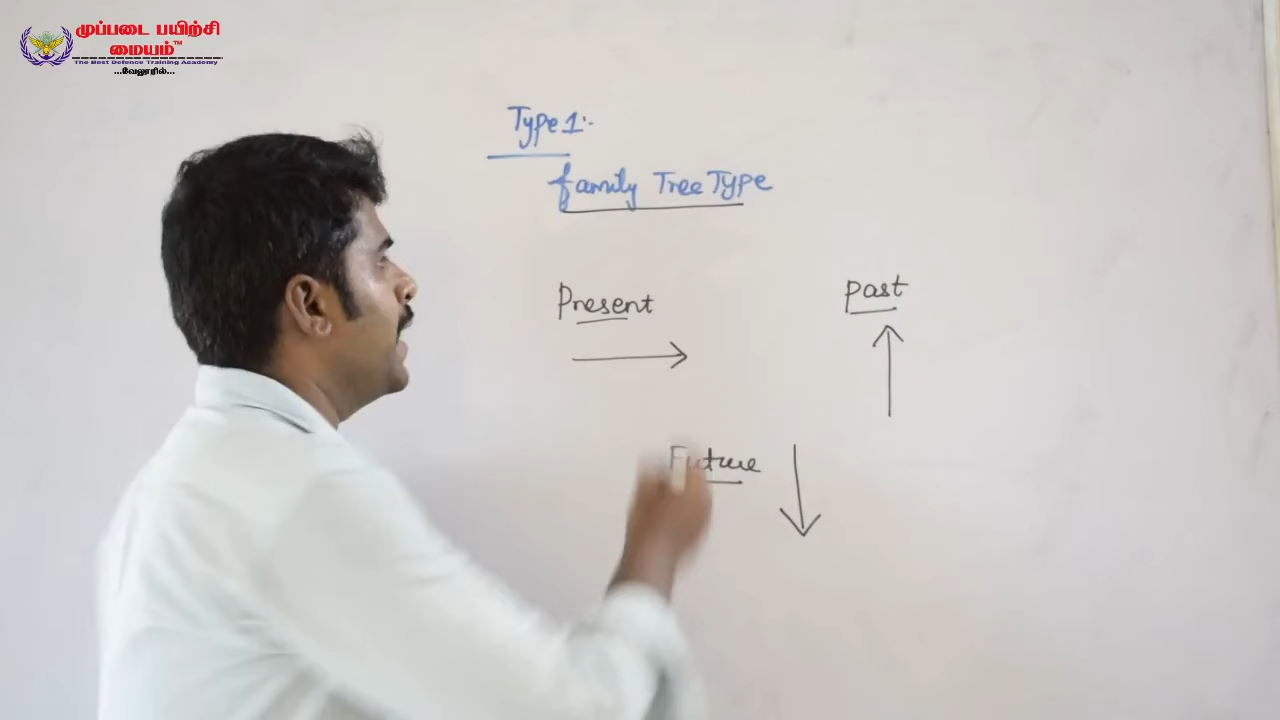 முப்படை பயிற்சி
மையம்™
The Best Defence Training Academy
...வேலூரில்...
Type 1:-
Family Tree Type
Present
Past
Future